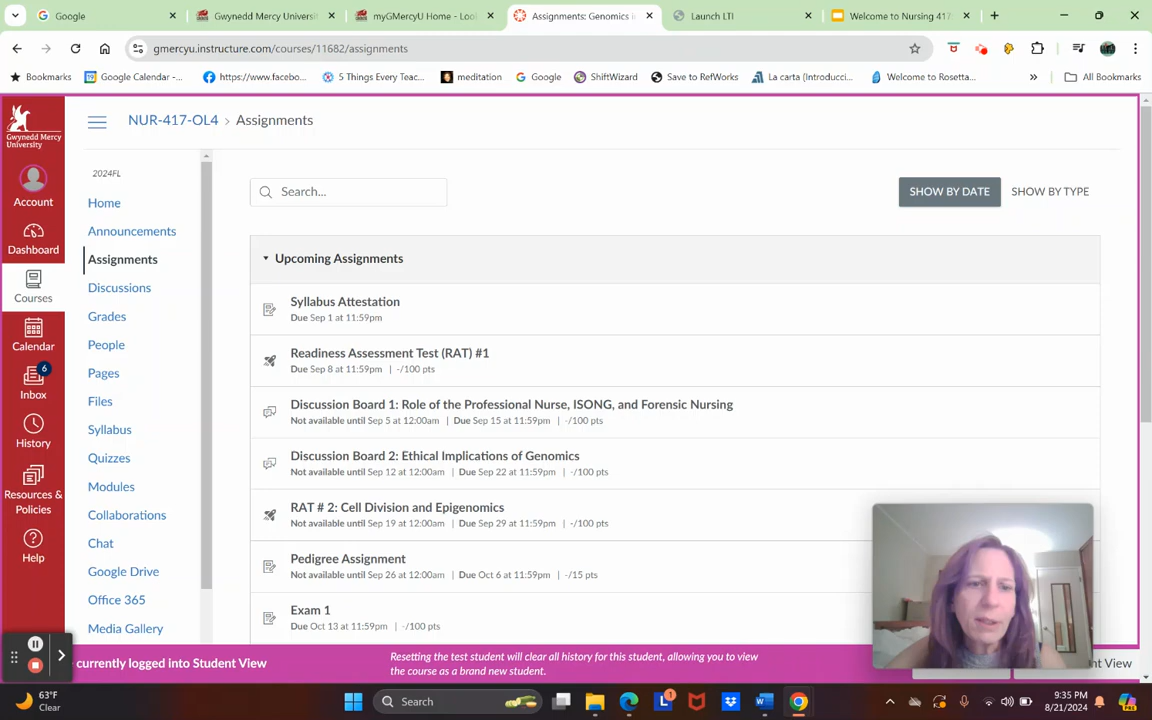 Google
Gwynedd Mercy Universi
myGMercyU Home - Loo
Assignments: Genomics i
Launch LTI
Welcome to Nursing 417
gmercyu.instructure.com/courses/11682/assignments
Bookmarks
Google Calendar -...
https://www.facebo...
5 Things Every Teac...
meditation
Google
ShiftWizard
Save to RefWorks
La carta (Introducci...
Welcome to Rosetta...
»
All Bookmarks
Gwynedd Mercy
University
Account
Dashboard
Courses
Calendar
6
Inbox
History
Resources &
Policies
Help
NUR-417-OL4 > Assignments
2024FL
Home
Announcements
Assignments
Discussions
Grades
People
Pages
Files
Syllabus
Quizzes
Modules
Collaborations
Chat
Google Drive
Office 365
Media Gallery
Search...
SHOW BY DATE
SHOW BY TYPE
Upcoming Assignments
Syllabus Attestation
Due Sep 1 at 11:59pm
Readiness Assessment Test (RAT) #1
Due Sep 8 at 11:59pm | -/100 pts
Discussion Board 1: Role of the Professional Nurse, ISONG, and Forensic Nursing
Not available until Sep 5 at 12:00am | Due Sep 15 at 11:59pm | -/100 pts
Discussion Board 2: Ethical Implications of Genomics
Not available until Sep 12 at 12:00am | Due Sep 22 at 11:59pm | -/100 pts
RAT # 2: Cell Division and Epigenomics
Not available until Sep 19 at 12:00am | Due Sep 29 at 11:59pm | -/100 pts
Pedigree Assignment
Not available until Sep 26 at 12:00am | Due Oct 6 at 11:59pm | -/15 pts
Exam 1
Due Oct 13 at 11:59pm | -/100 pts
currently logged into Student View
Resetting the test student will clear all history for this student, allowing you to view
the course as a brand new student.
nt View
63°F
Clear
Search
1
9:35 PM
8/21/2024